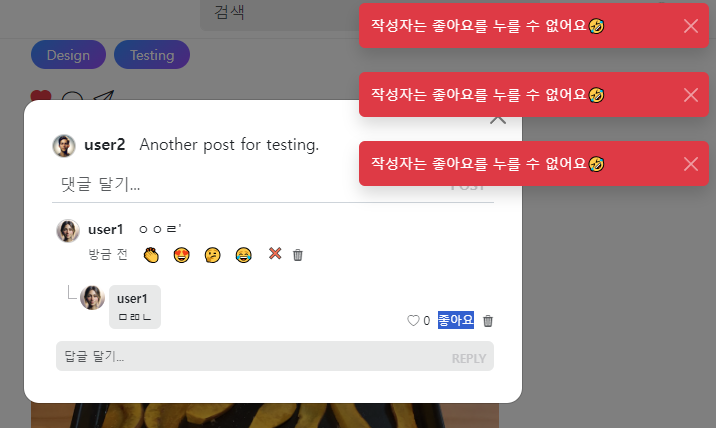 검색
작성자는 좋아요를 누를 수 없어요🤣
Design Testing
작성자는 좋아요를 누를 수 없어요🤣
user2 Another post for testing.
작성자는 좋아요를 누를 수 없어요🤣
댓글 달기... POST
user1 ㅇㅇㄹ'
방금 전
user1
0 좋아요
답글 달기... REPLY